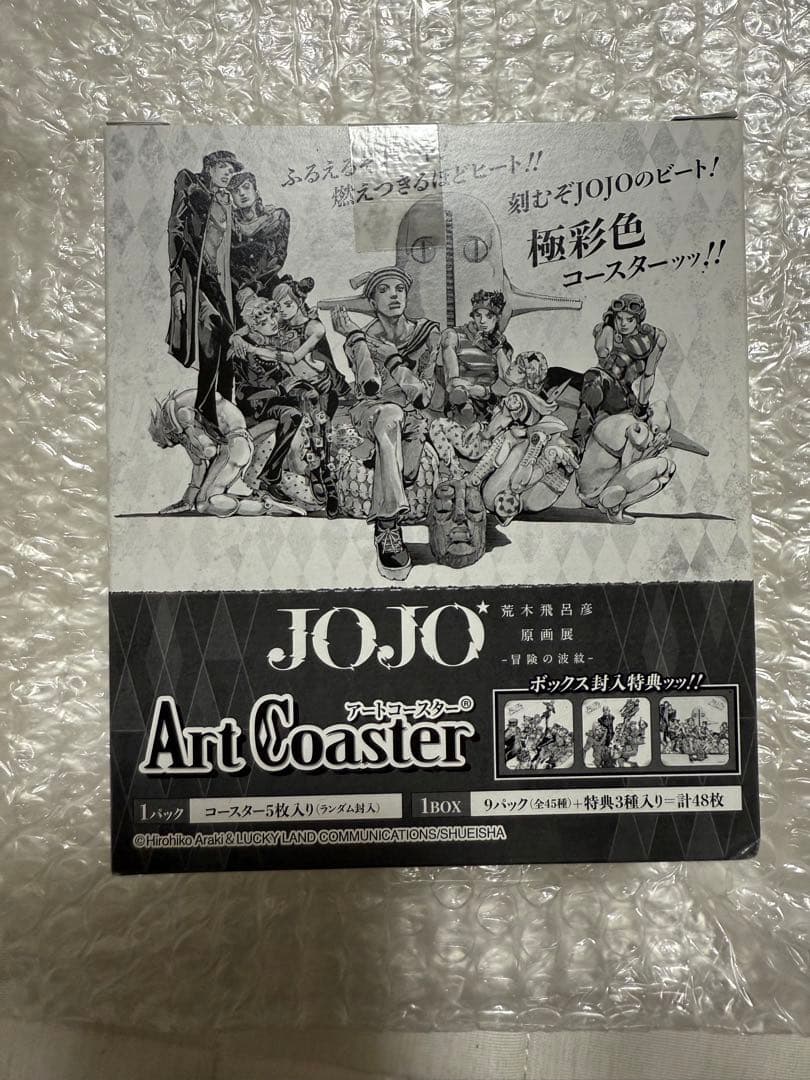 ふるえるぞ
燃えつきるほどヒート!!
刻むぞJOJOのビート!
極彩色
コースターッッ!!
JOJO★
荒木飛呂彦
原画展
-冒険の波紋-
アートコースター®
Art Coaster
ボックス封入特典ッッ!!
1パック コースター5枚入り(ランダム封入) 1BOX 9パック(全45種)+特典3種入り=計48枚
©Hirohiko Araki & LUCKY LAND COMMUNICATIONS/SHUEISHA